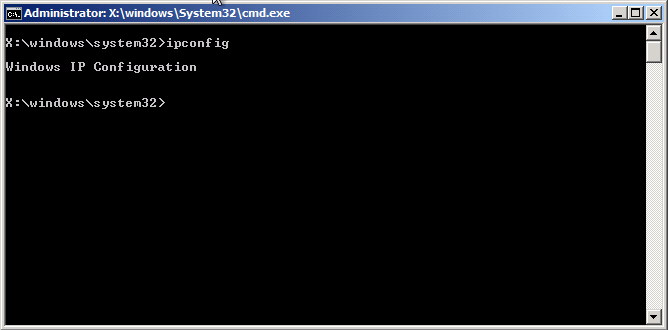 Administrator: X:\windows\System32\cmd.exe
X:\windows\system32>ipconfig
Windows IP Configuration
X:\windows\system32>